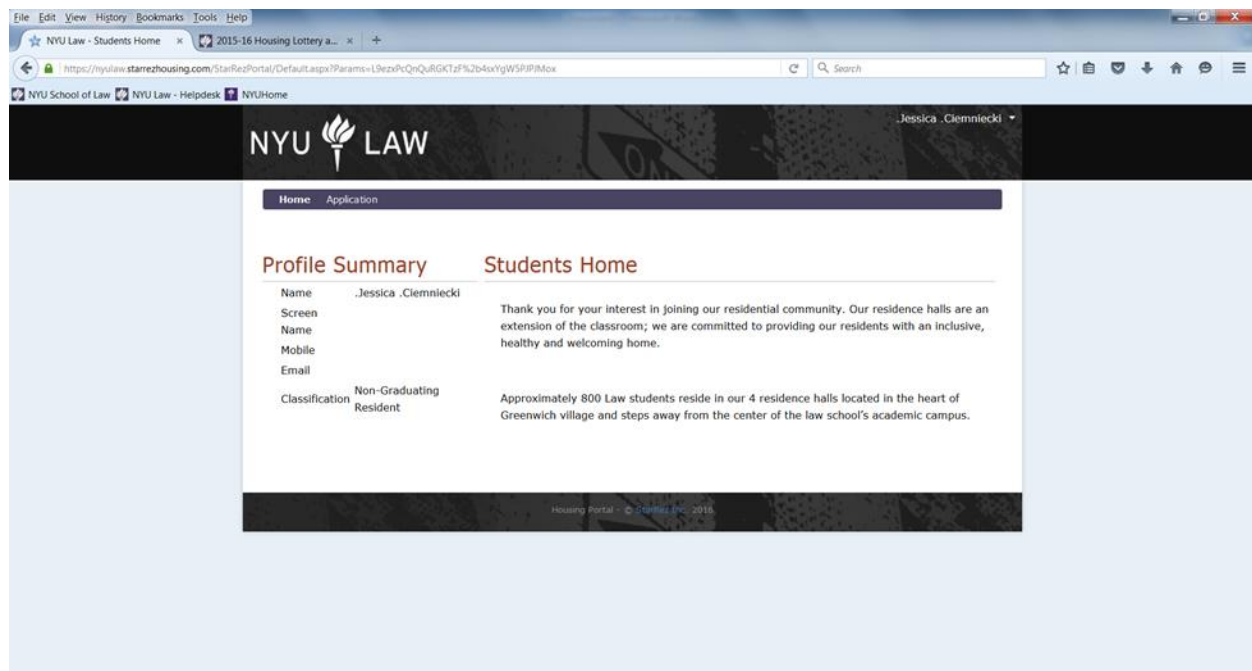 File Edit View History Bookmarks Tools Help
NYU Law - Students Home × 2015-16 Housing Lottery a... × +
https://nyulaw.starrezhousing.com/StarRezPortal/Default.aspx? Search
NYU School of Law NYU Law - Helpdesk NYUHome
NYU LAW
.Jessica .Ciemniecki
Home Application
Profile Summary
Name .Jessica .Ciemniecki
Screen
Name
Mobile
Email
Classification Non-Graduating
Resident
Students Home
Thank you for your interest in joining our residential community. Our residence halls are an
extension of the classroom; we are committed to providing our residents with an inclusive,
healthy and welcoming home.
Approximately 800 Law students reside in our 4 residence halls located in the heart of
Greenwich village and steps away from the center of the law school's academic campus.
Housing Portal - © StarRez Inc. 2016